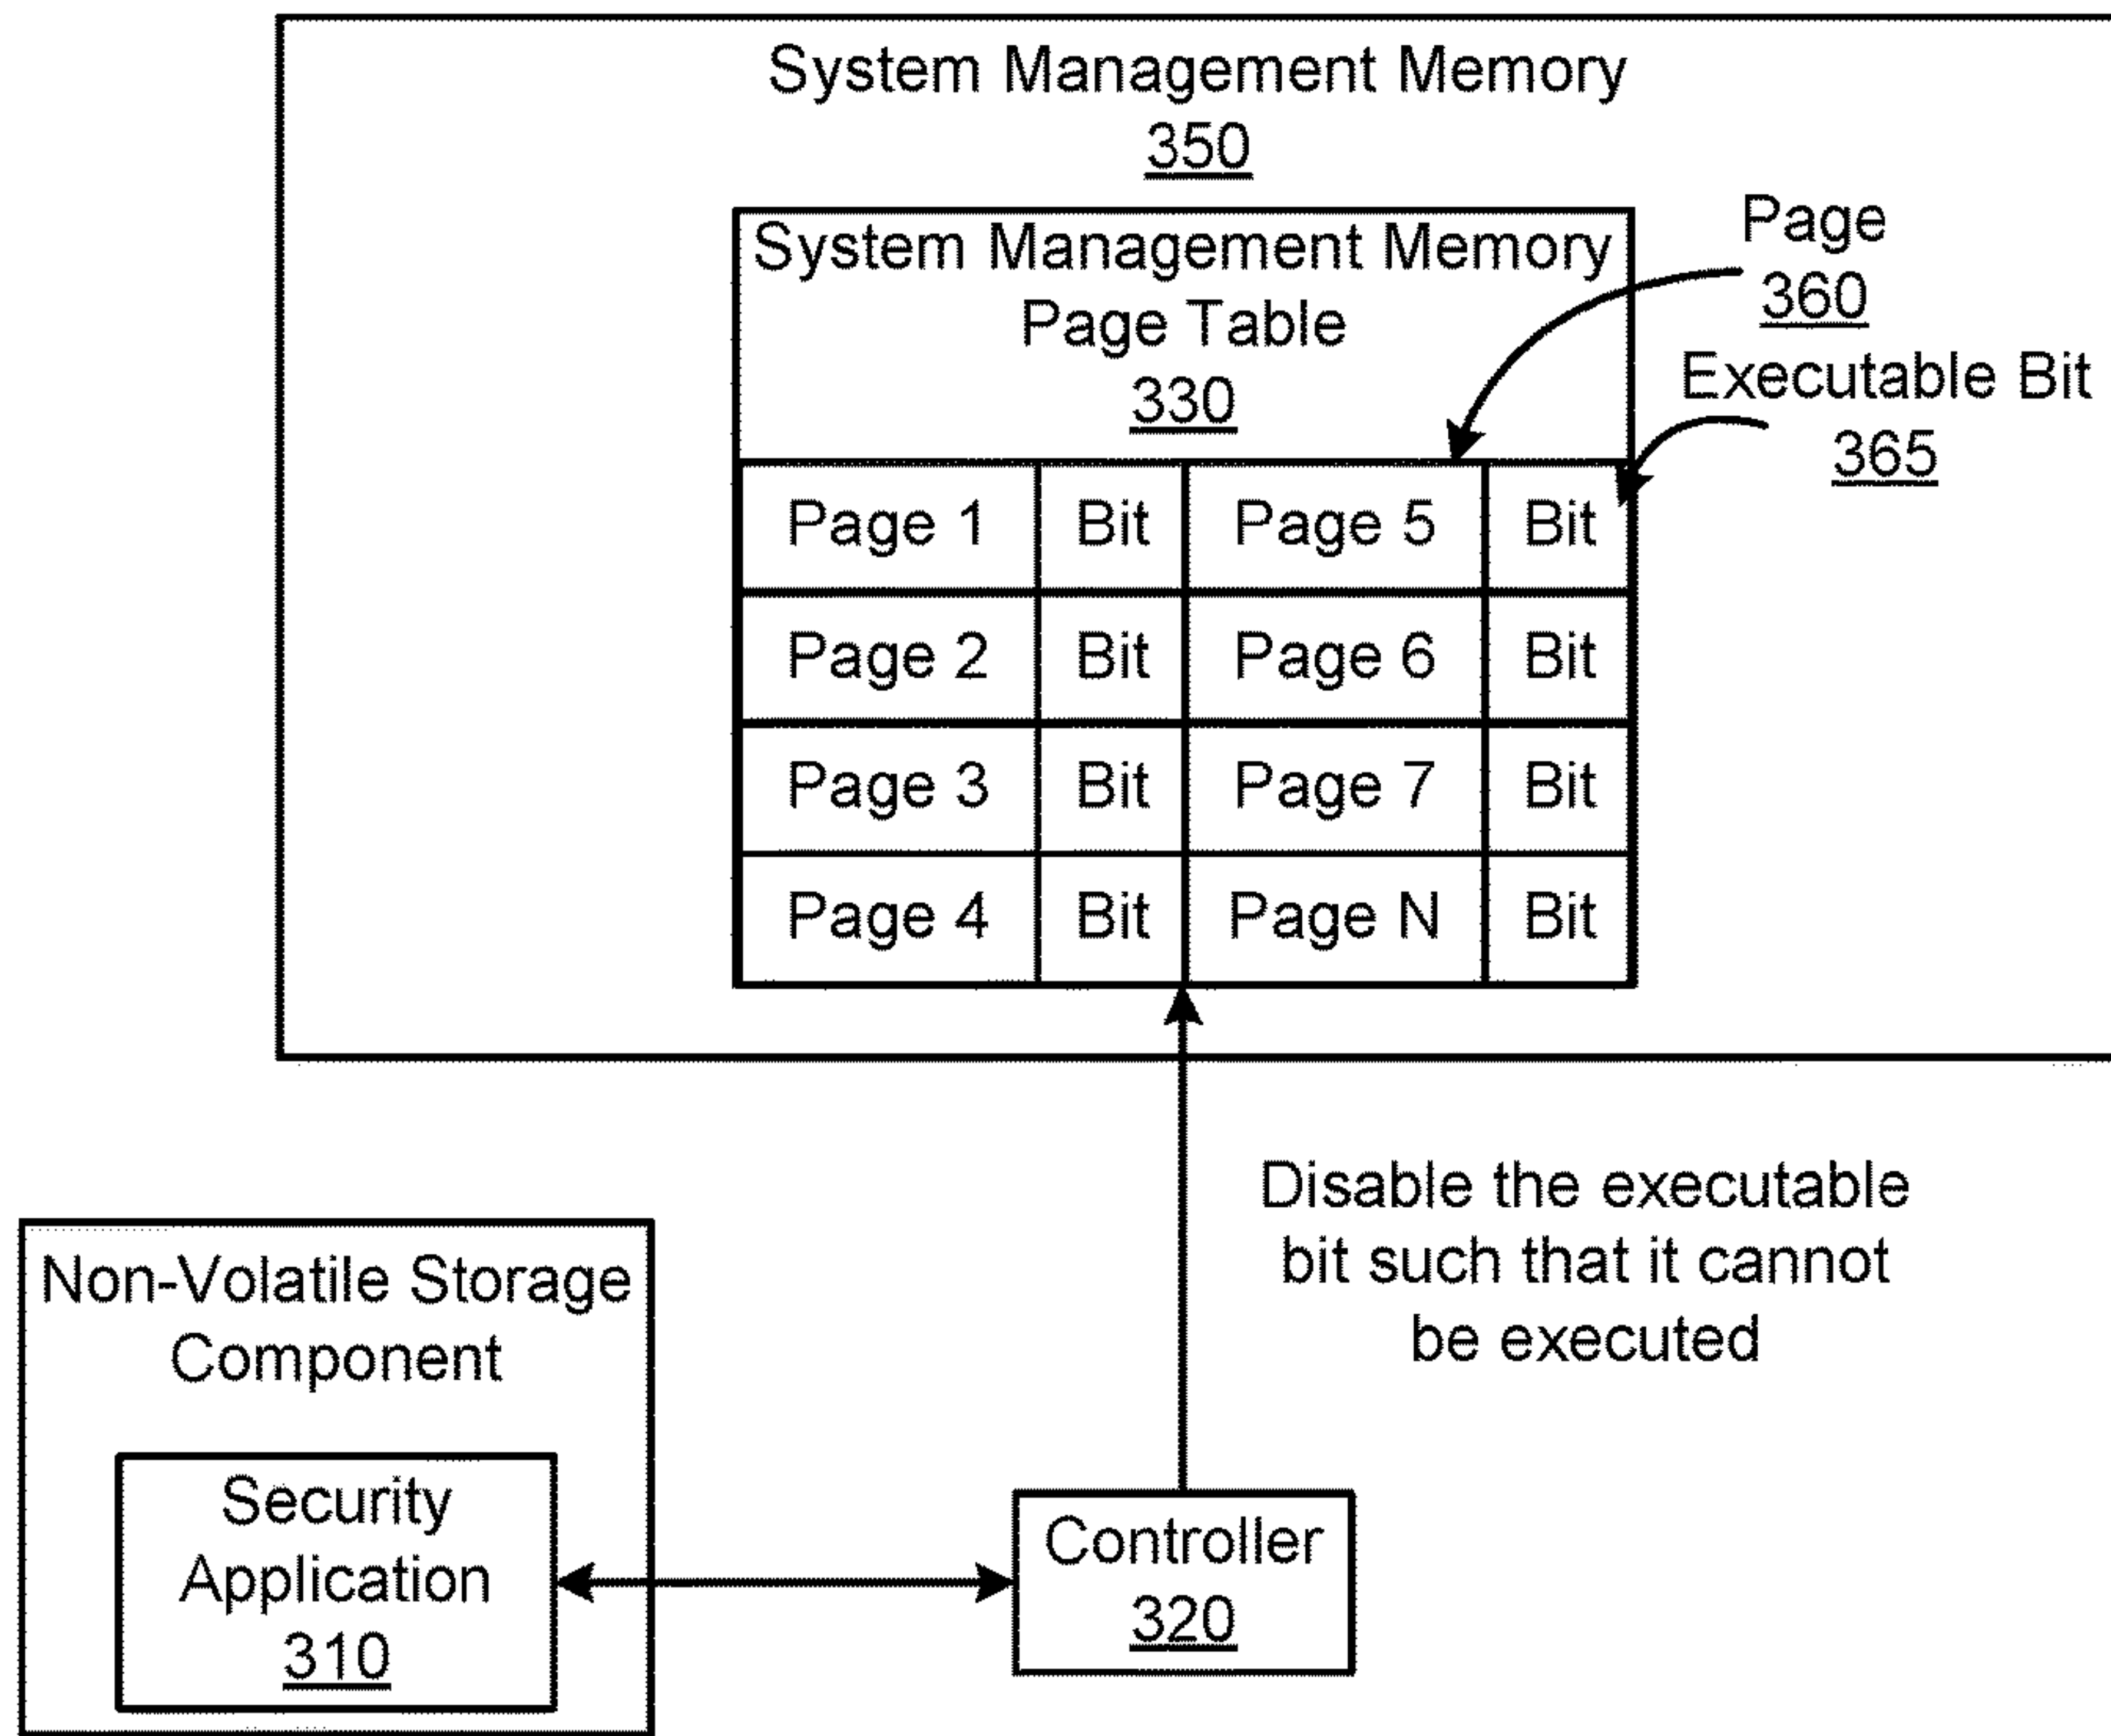 System Management Memory
350
System Management Memory
Page Table
330
Page
360
Executable Bit
365
Page 1 Bit Page 5 Bit
Page 2 Bit Page 6 Bit
Page 3 Bit Page 7 Bit
Page 4 Bit Page N Bit
Disable the executable
bit such that it cannot
be executed
Non-Volatile Storage
Component
Security
Application
310
Controller
320